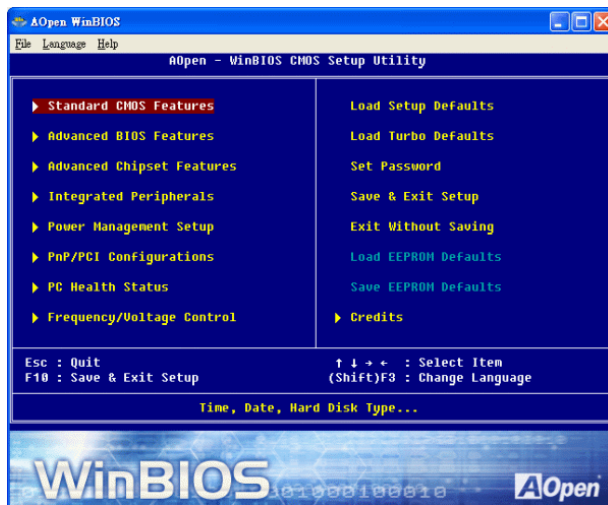 AOpen WinBIOS
File Language Help
AOpen - WinBIOS CMOS Setup Utility
Standard CMOS Features
Advanced BIOS Features
Advanced Chipset Features
Integrated Peripherals
Power Management Setup
PnP/PCI Configurations
PC Health Status
Frequency/Voltage Control
Load Setup Defaults
Load Turbo Defaults
Set Password
Save & Exit Setup
Exit Without Saving
Load EEPROM Defaults
Save EEPROM Defaults
Credits
Esc : Quit
F10 : Save & Exit Setup
↑ ↓ → ← : Select Item
(Shift)F3 : Change Language
Time, Date, Hard Disk Type...
WinBIOS
AOpen